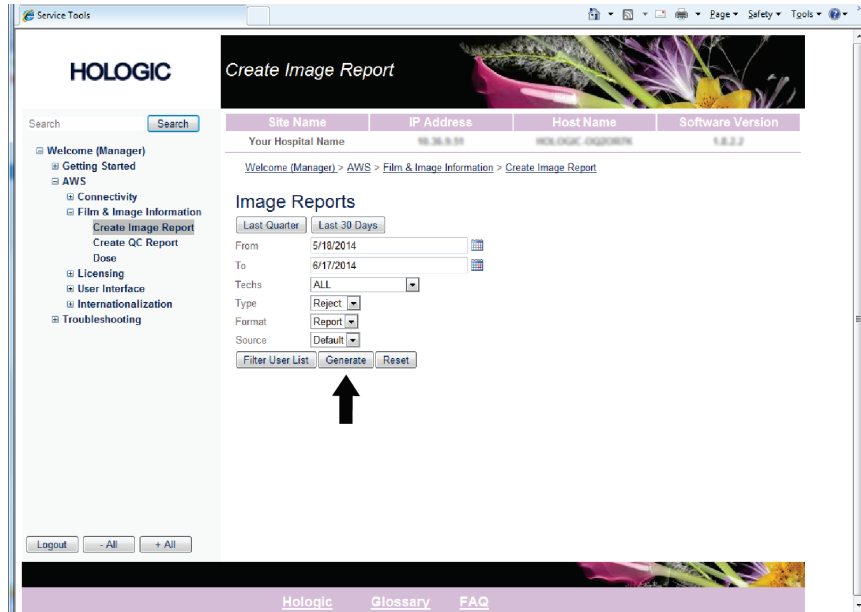 Service Tools
Page Safety Tools
HOLOGIC
Create Image Report
Search Search
Site Name IP Address Host Name Software Version
Your Hospital Name 1.8.2.2
Welcome (Manager) > AWS > Film & Image Information > Create Image Report
Welcome (Manager)
Getting Started
AWS
Connectivity
Film & Image Information
Create Image Report
Create QC Report
Dose
Licensing
User Interface
Internationalization
Troubleshooting
Image Reports
Last Quarter Last 30 Days
From 5/18/2014
To 6/17/2014
Techs ALL
Type Reject
Format Report
Source Default
Filter User List Generate Reset
Logout - All + All
Hologic Glossary FAQ